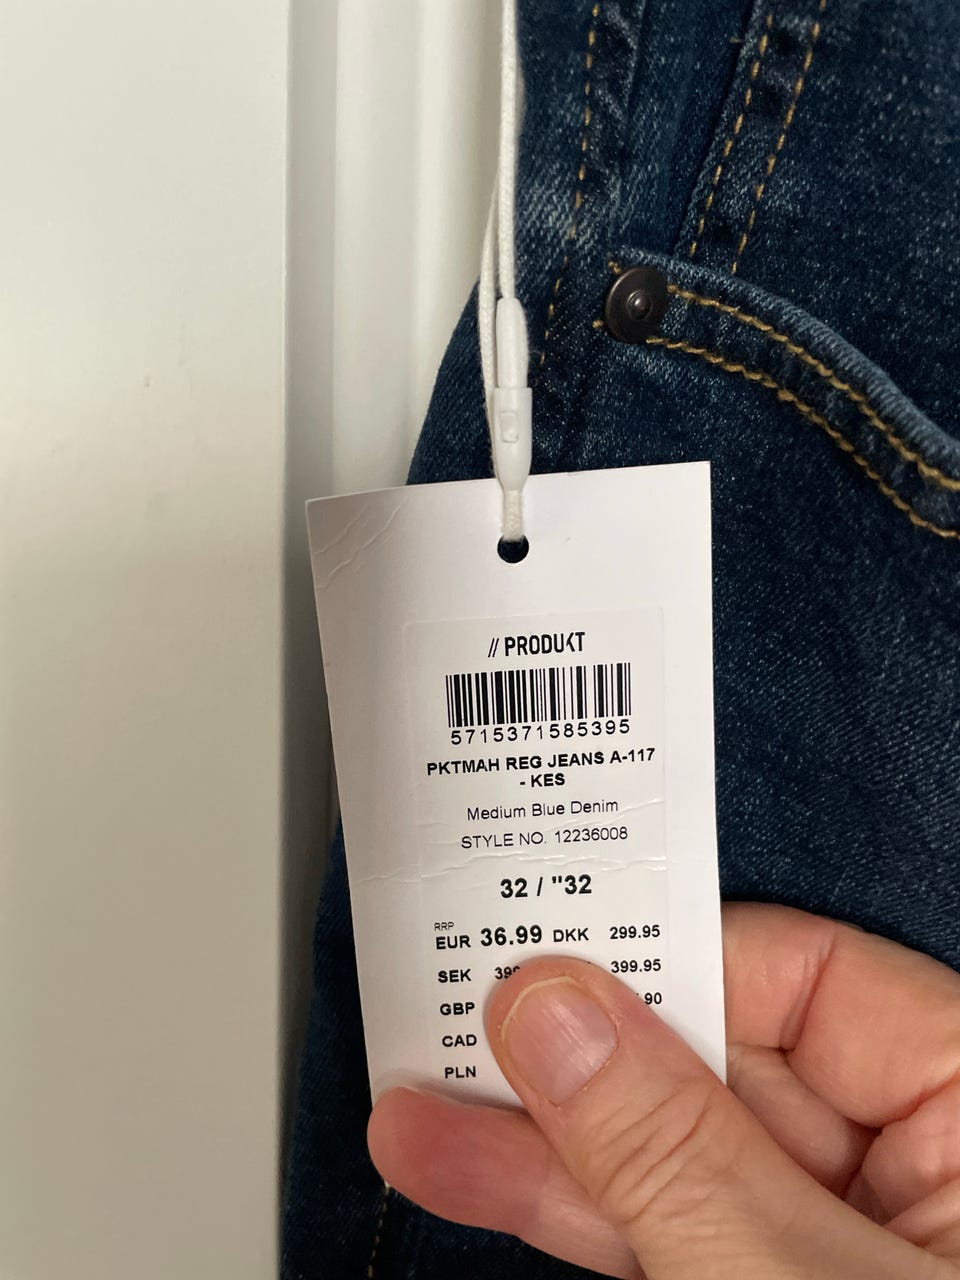 // PRODUKT
5715371585395
PKTMAH REG JEANS A-117
- KES
Medium Blue Denim
STYLE NO. 12236008
32 / "32
RRP
EUR 36.99 DKK 299.95
SEK 399.95
GBP
CAD
PLN